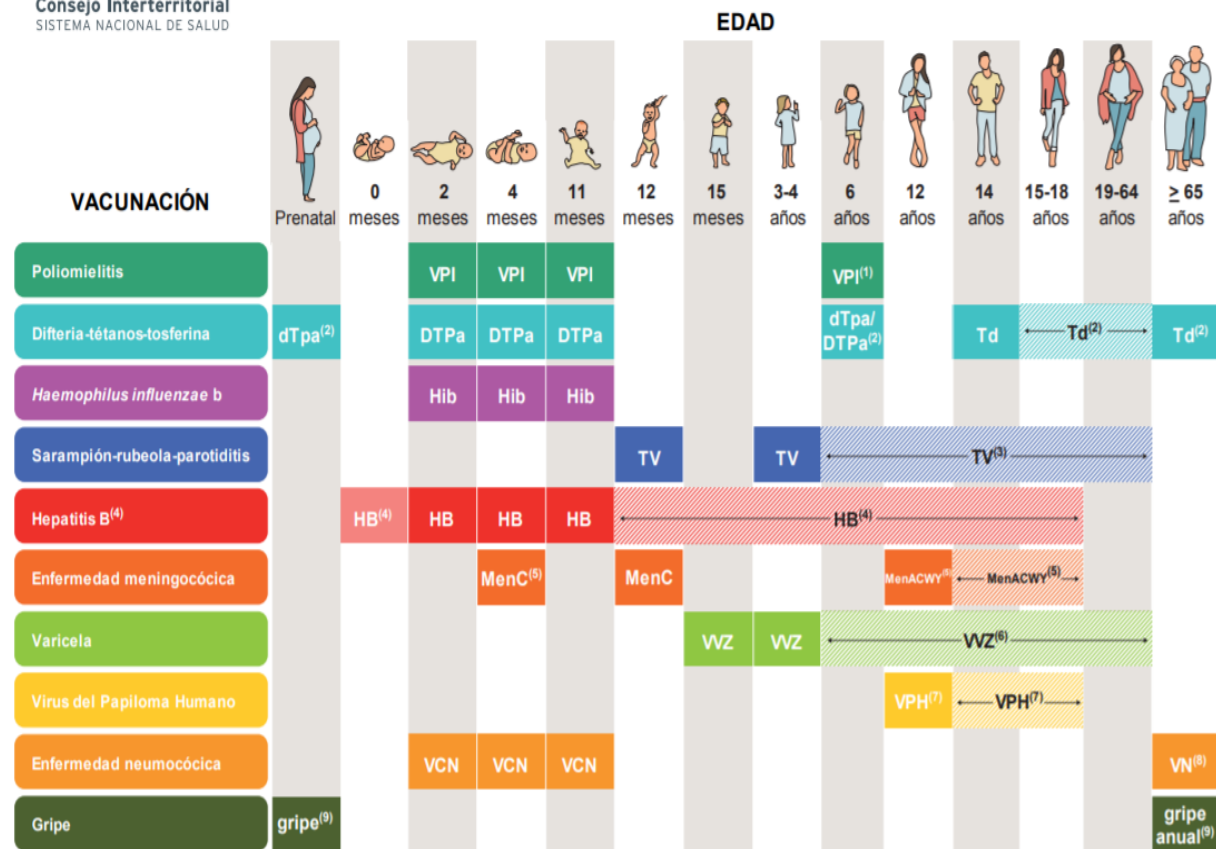 Consejo Interterritorial
SISTEMA NACIONAL DE SALUD
EDAD
VACUNACIÓN
Prenatal
0 meses
2 meses
4 meses
11 meses
12 meses
15 meses
3-4 años
6 años
12 años
14 años
15-18 años
19-64 años
≥ 65 años
Poliomielitis
VPI
VPI
VPI
VPI(1)
Difteria-tétanos-tosferina
dTpa(2)
DTPa
DTPa
DTPa
dTpa/
DTPa(2)
Td
Td(2)
Td(2)
Haemophilus influenzae b
Hib
Hib
Hib
Sarampión-rubeola-parotiditis
TV
TV
TV(3)
Hepatitis B(4)
HB(4)
HB
HB
HB
HB(4)
Enfermedad meningocócica
MenC(5)
MenC
MenACWY(5)
MenACWY(5)
Varicela
VVZ
VVZ
VVZ(6)
Virus del Papiloma Humano
VPH(7)
VPH(7)
Enfermedad neumocócica
VCN
VCN
VCN
VN(8)
Gripe
gripe(9)
gripe
anual(9)